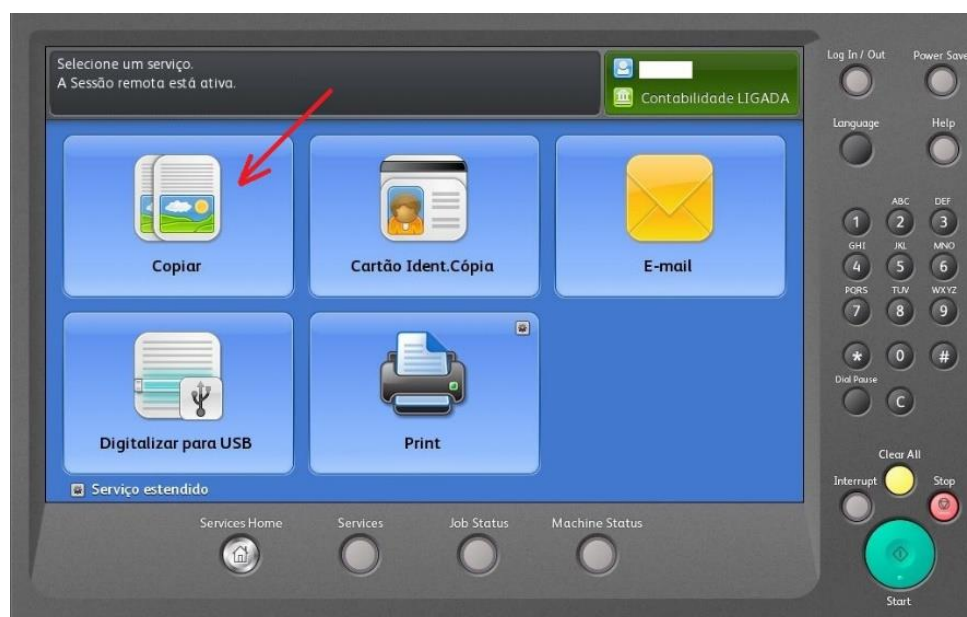 Selecione um serviço.
A Sessão remota está ativa.
Contabilidade LIGADA
Copiar
Cartão Ident.Cópia
E-mail
Digitalizar para USB
Print
Serviço estendido
Services Home
Services
Job Status
Machine Status
Log In / Out
Power Save
Language
Help
ABC
DEF
1
2
3
GHI
JKL
MNO
4
5
6
PQRS
TUV
WXYZ
7
8
9
*
0
#
Dial Pause
C
Clear All
Interrupt
Stop
Start